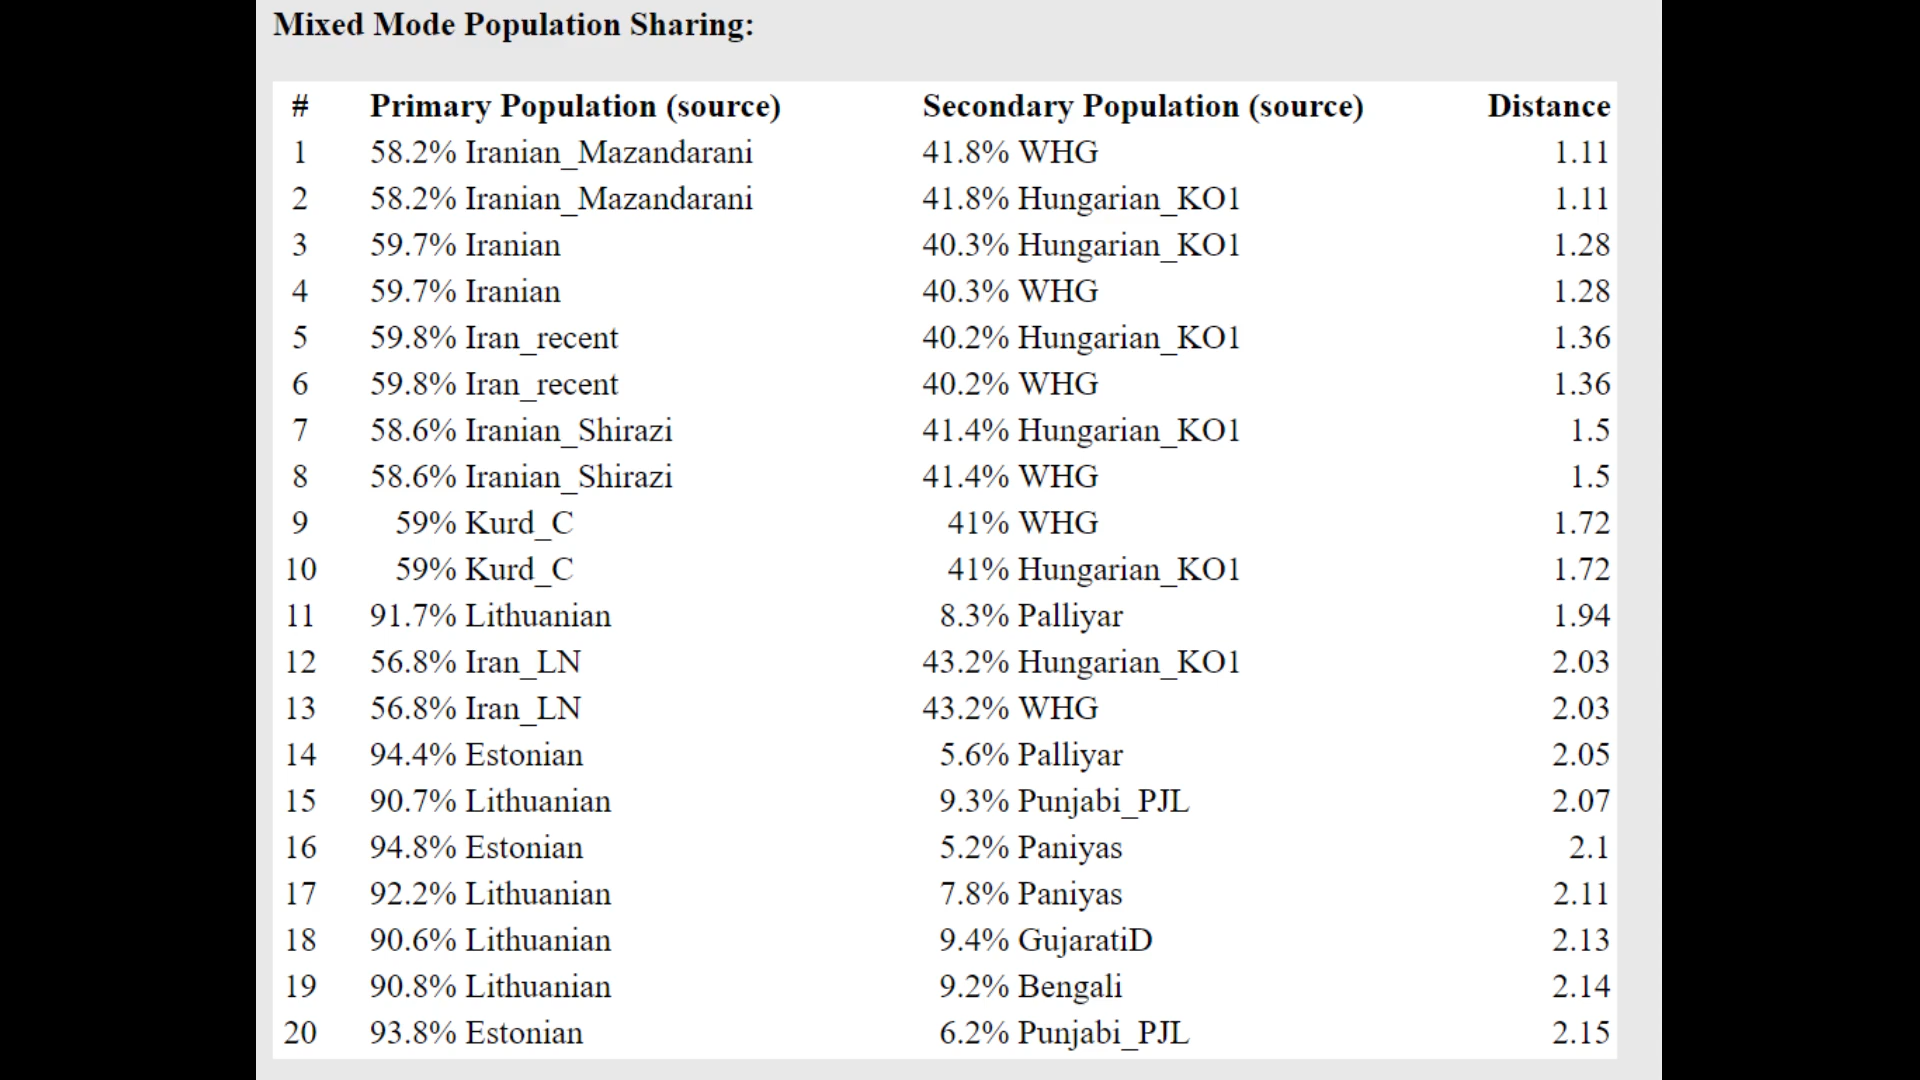 Mixed Mode Population Sharing:
# Primary Population (source) Secondary Population (source) Distance
1 58.2% Iranian_Mazandarani 41.8% WHG 1.11
2 58.2% Iranian_Mazandarani 41.8% Hungarian_KO1 1.11
3 59.7% Iranian 40.3% Hungarian_KO1 1.28
4 59.7% Iranian 40.3% WHG 1.28
5 59.8% Iran_recent 40.2% Hungarian_KO1 1.36
6 59.8% Iran_recent 40.2% WHG 1.36
7 58.6% Iranian_Shirazi 41.4% Hungarian_KO1 1.5
8 58.6% Iranian_Shirazi 41.4% WHG 1.5
9 59% Kurd_C 41% WHG 1.72
10 59% Kurd_C 41% Hungarian_KO1 1.72
11 91.7% Lithuanian 8.3% Palliyar 1.94
12 56.8% Iran_LN 43.2% Hungarian_KO1 2.03
13 56.8% Iran_LN 43.2% WHG 2.03
14 94.4% Estonian 5.6% Palliyar 2.05
15 90.7% Lithuanian 9.3% Punjabi_PJL 2.07
16 94.8% Estonian 5.2% Paniyas 2.1
17 92.2% Lithuanian 7.8% Paniyas 2.11
18 90.6% Lithuanian 9.4% GujaratiD 2.13
19 90.8% Lithuanian 9.2% Bengali 2.14
20 93.8% Estonian 6.2% Punjabi_PJL 2.15